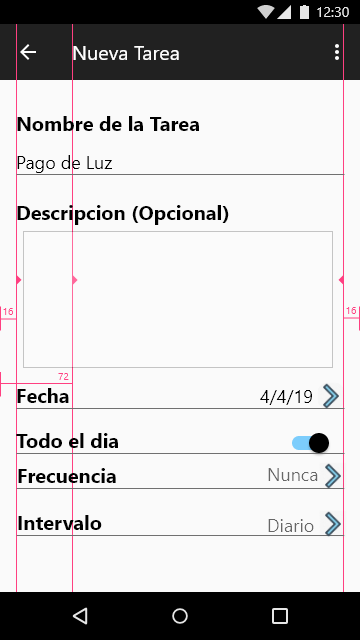 12:30
Nueva Tarea
Nombre de la Tarea
Pago de Luz
Descripcion (Opcional)
16
16
72
Fecha 4/4/19
Todo el dia
Frecuencia Nunca
Intervalo Diario